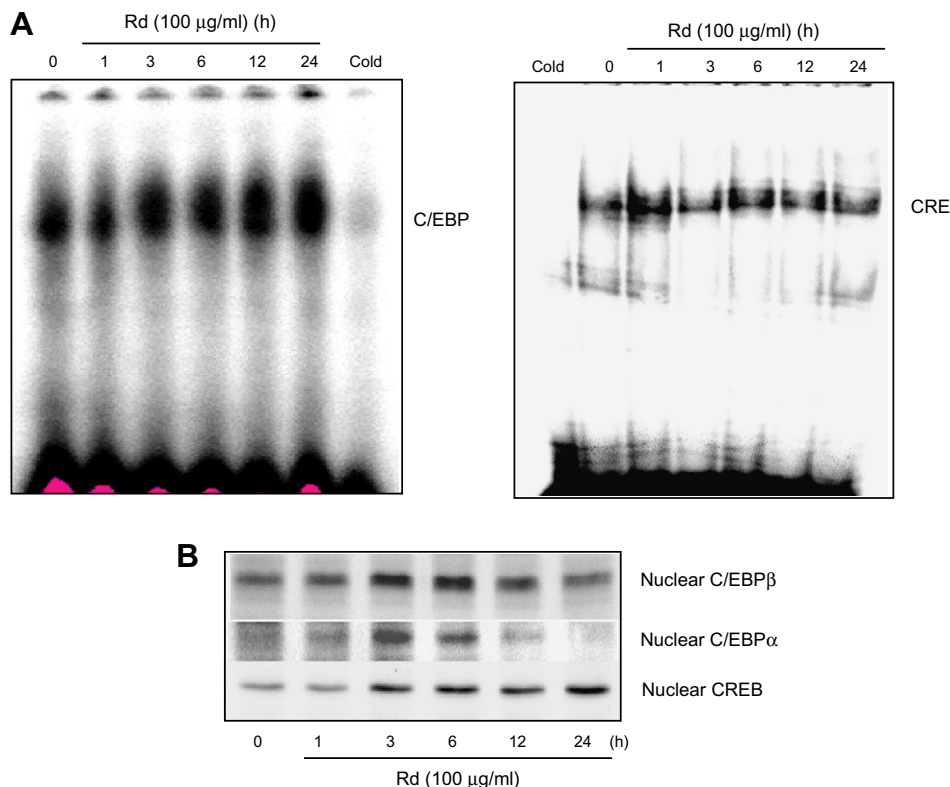 A
Rd (100 μg/ml) (h)
0 1 3 6 12 24 Cold
C/EBP
Rd (100 μg/ml) (h)
Cold 0 1 3 6 12 24
CRE
B
Nuclear C/EBPβ
Nuclear C/EBPα
Nuclear CREB
0 1 3 6 12 24 (h)
Rd (100 μg/ml)